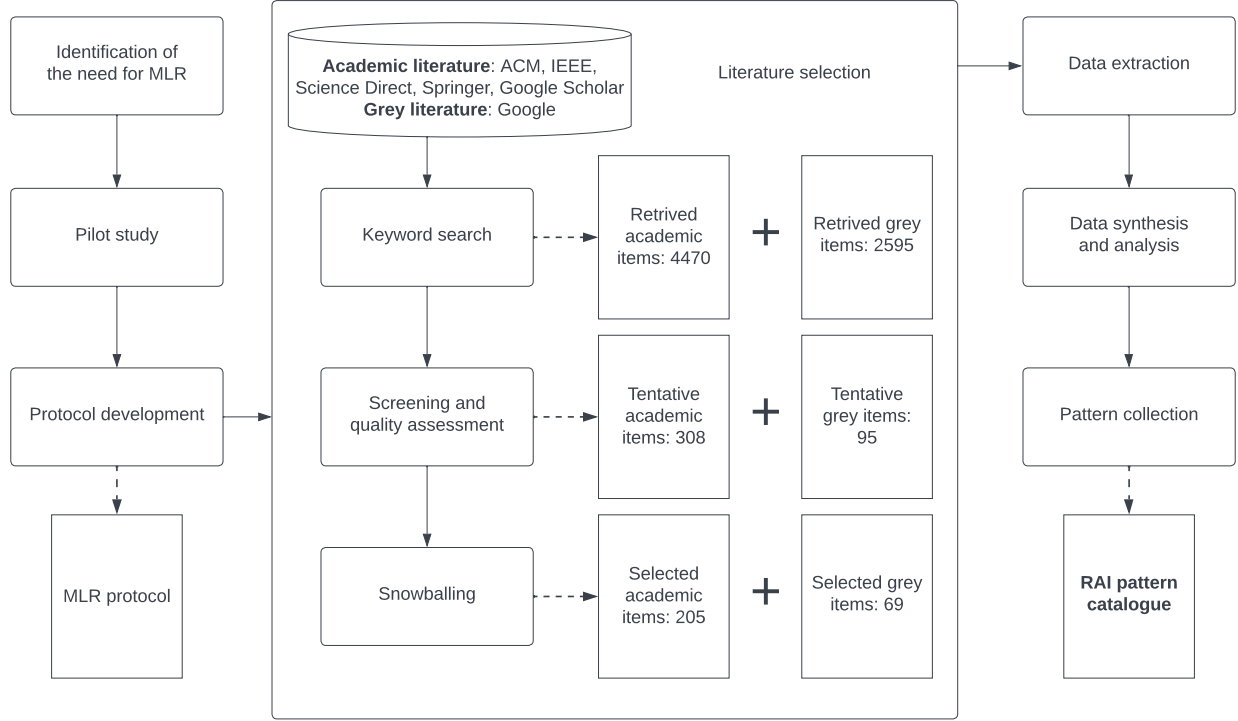 Identification of
the need for MLR
Pilot study
Protocol development
MLR protocol
Academic literature: ACM, IEEE,
Science Direct, Springer, Google Scholar
Grey literature: Google
Literature selection
Keyword search
Retrived
academic
items: 4470
+
Retrived grey
items: 2595
Screening and
quality assessment
Tentative
academic
items: 308
+
Tentative
grey items:
95
Snowballing
Selected
academic
items: 205
+
Selected grey
items: 69
Data extraction
Data synthesis
and analysis
Pattern collection
RAI pattern
catalogue